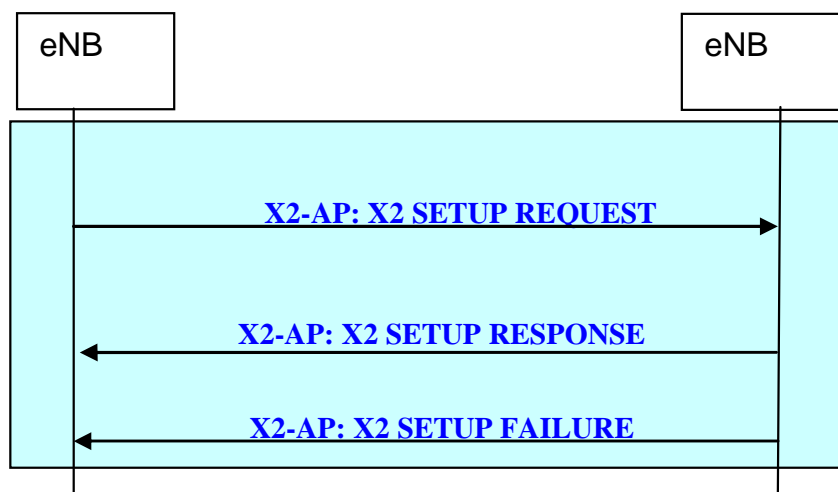 eNB
eNB
X2-AP: X2 SETUP REQUEST
X2-AP: X2 SETUP RESPONSE
X2-AP: X2 SETUP FAILURE